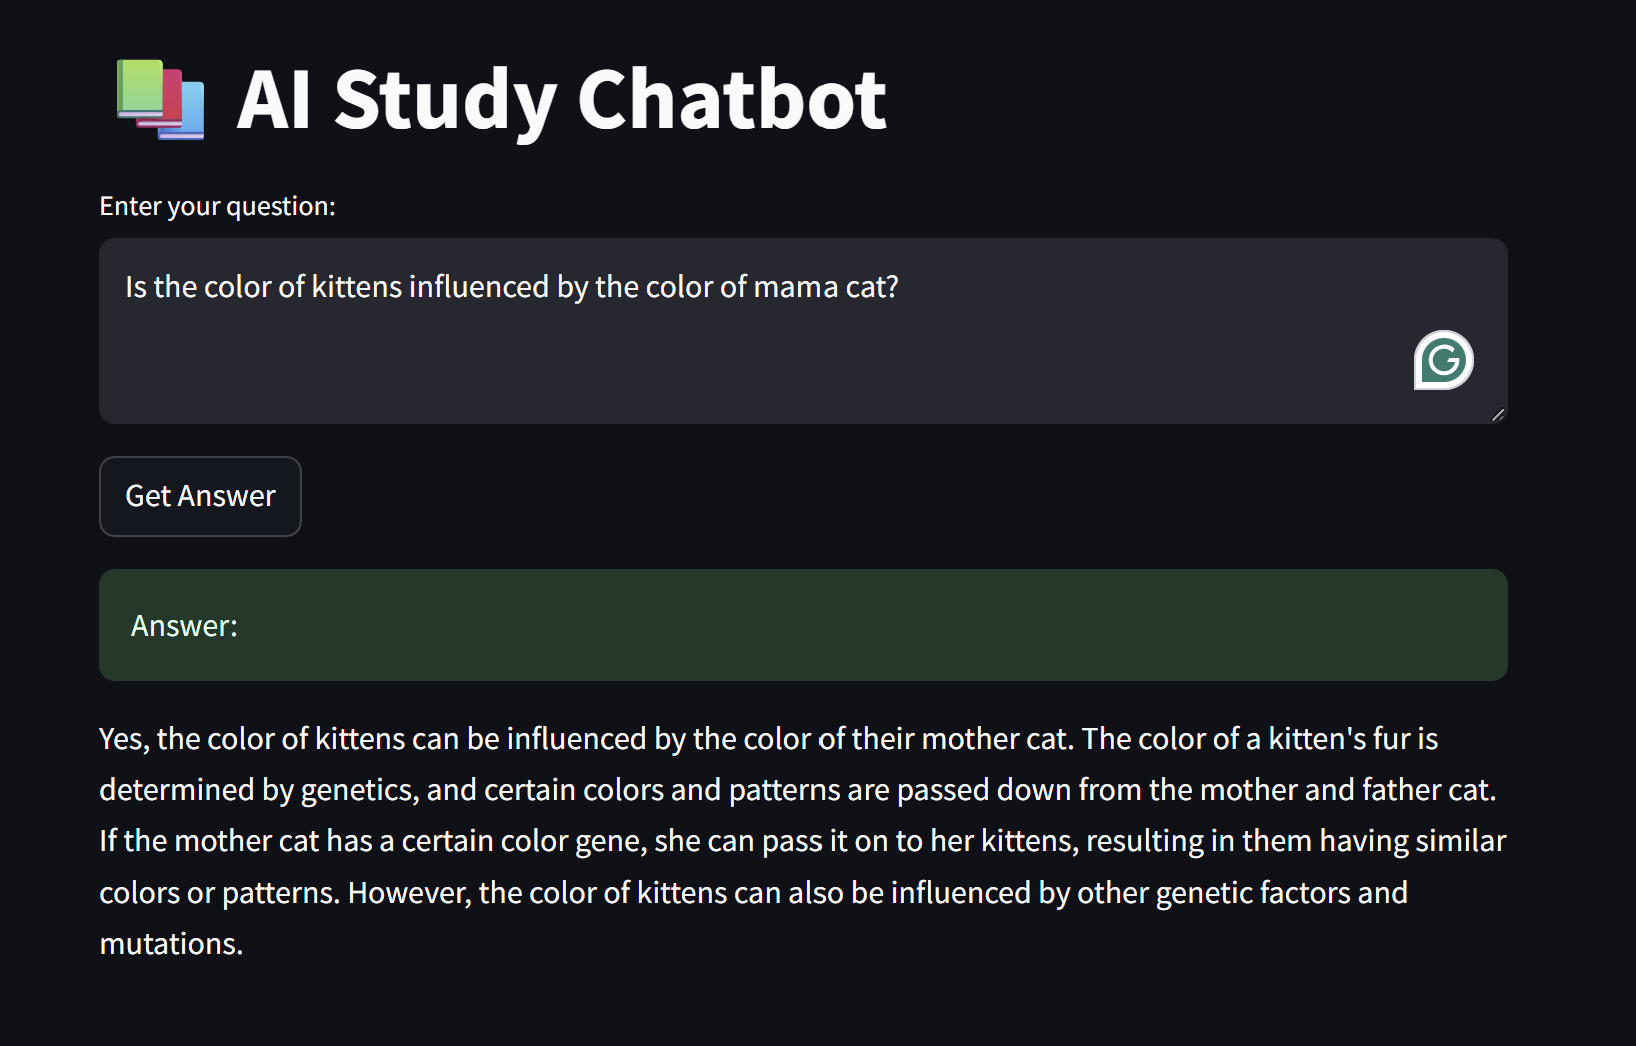 AI Study Chatbot
Enter your question:
Is the color of kittens influenced by the color of mama cat?
Get Answer
Answer:
Yes, the color of kittens can be influenced by the color of their mother cat. The color of a kitten's fur is
determined by genetics, and certain colors and patterns are passed down from the mother and father cat.
If the mother cat has a certain color gene, she can pass it on to her kittens, resulting in them having similar
colors or patterns. However, the color of kittens can also be influenced by other genetic factors and
mutations.